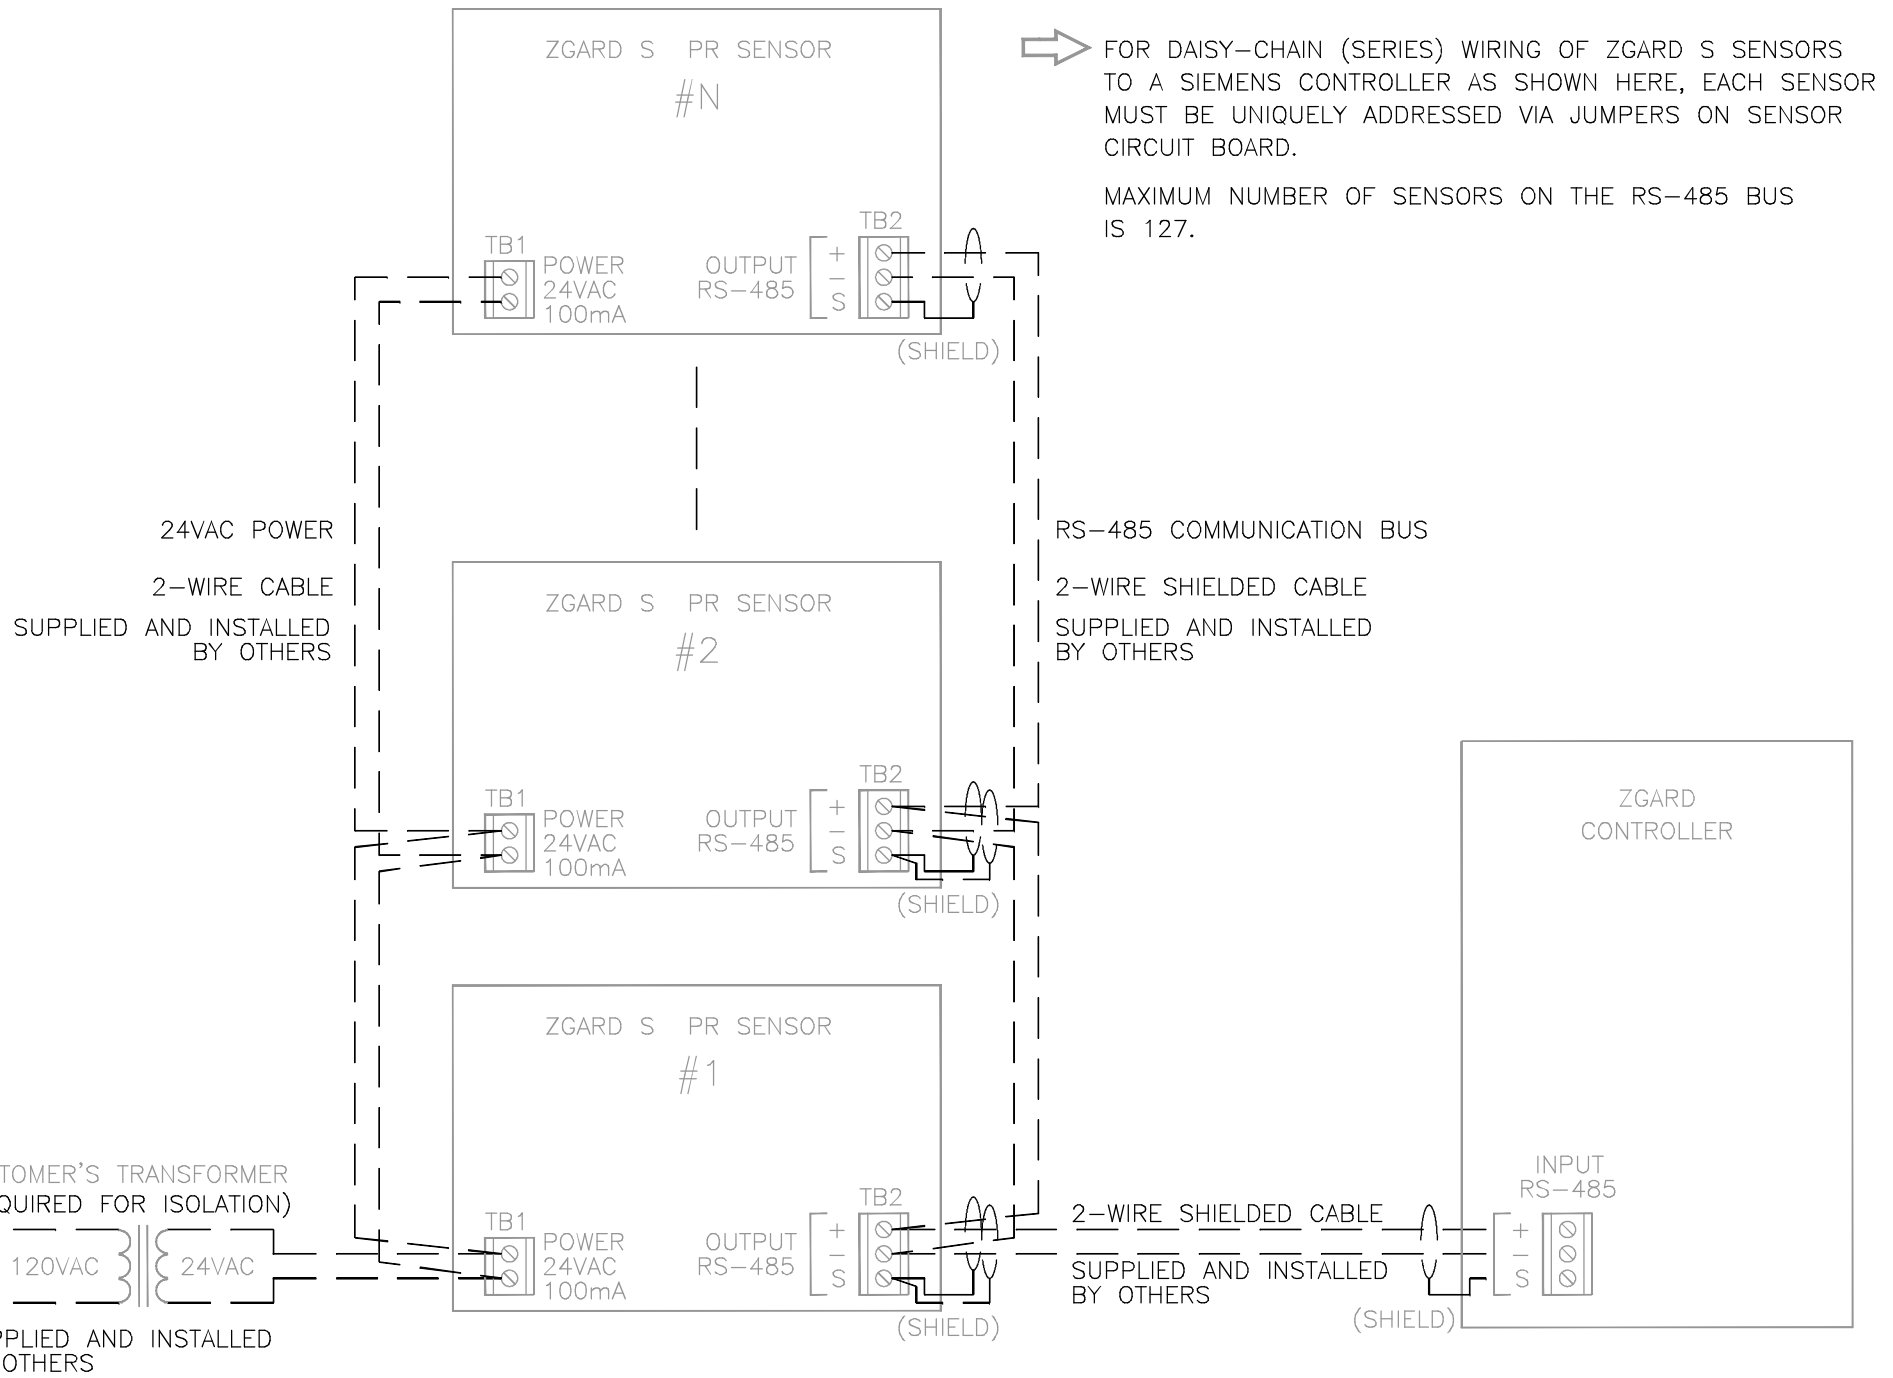 ZGARD S PR SENSOR
#N
FOR DAISY-CHAIN (SERIES) WIRING OF ZGARD S SENSORS
TO A SIEMENS CONTROLLER AS SHOWN HERE, EACH SENSOR
MUST BE UNIQUELY ADDRESSED VIA JUMPERS ON SENSOR
CIRCUIT BOARD.
MAXIMUM NUMBER OF SENSORS ON THE RS-485 BUS
IS 127.
TB1
POWER
24VAC
100mA
OUTPUT
RS-485
+
-
S
TB2
(SHIELD)
24VAC POWER
2-WIRE CABLE
SUPPLIED AND INSTALLED
BY OTHERS
RS-485 COMMUNICATION BUS
2-WIRE SHIELDED CABLE
SUPPLIED AND INSTALLED
BY OTHERS
ZGARD S PR SENSOR
#2
TB1
POWER
24VAC
100mA
OUTPUT
RS-485
+
-
S
TB2
(SHIELD)
ZGARD
CONTROLLER
ZGARD S PR SENSOR
#1
TOMER'S TRANSFORMER
QUIRED FOR ISOLATION)
120VAC
24VAC
PPLIED AND INSTALLED
OTHERS
TB1
POWER
24VAC
100mA
OUTPUT
RS-485
+
-
S
TB2
(SHIELD)
2-WIRE SHIELDED CABLE
SUPPLIED AND INSTALLED
BY OTHERS
INPUT
RS-485
+
-
S
(SHIELD)